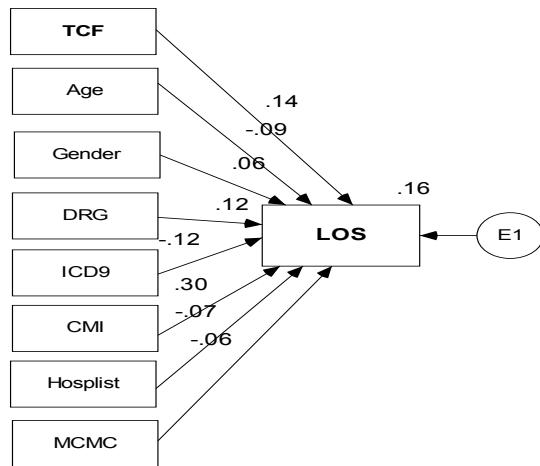 TCF
Age
.14
-.09
Gender
.06
.16
DRG
.12
LOS
E1
-.12
ICD9
.30
CMI
-.07
-.06
Hosplist
MCMC